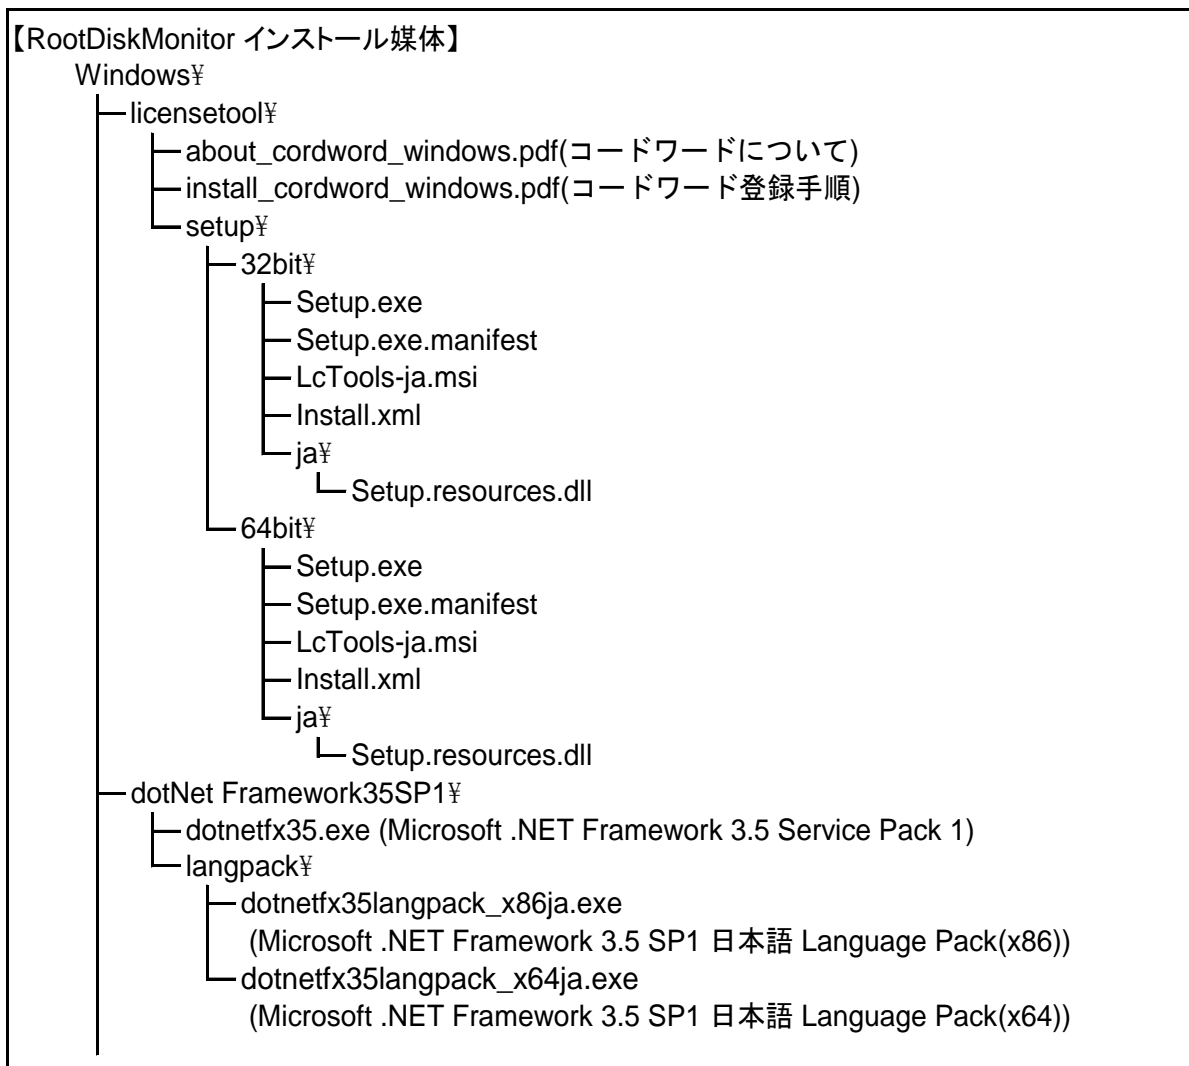 【RootDiskMonitor インストール媒体】
Windows¥
licensetool¥
about_cordword_windows.pdf(コードワードについて)
install_cordword_windows.pdf(コードワード登録手順)
setup¥
32bit¥
Setup.exe
Setup.exe.manifest
LcTools-ja.msi
Install.xml
ja¥
Setup.resources.dll
64bit¥
Setup.exe
Setup.exe.manifest
LcTools-ja.msi
Install.xml
ja¥
Setup.resources.dll
dotNet Framework35SP1¥
dotnetfx35.exe (Microsoft .NET Framework 3.5 Service Pack 1)
langpack¥
dotnetfx35langpack_x86ja.exe
(Microsoft .NET Framework 3.5 SP1 日本語 Language Pack(x86))
dotnetfx35langpack_x64ja.exe
(Microsoft .NET Framework 3.5 SP1 日本語 Language Pack(x64))